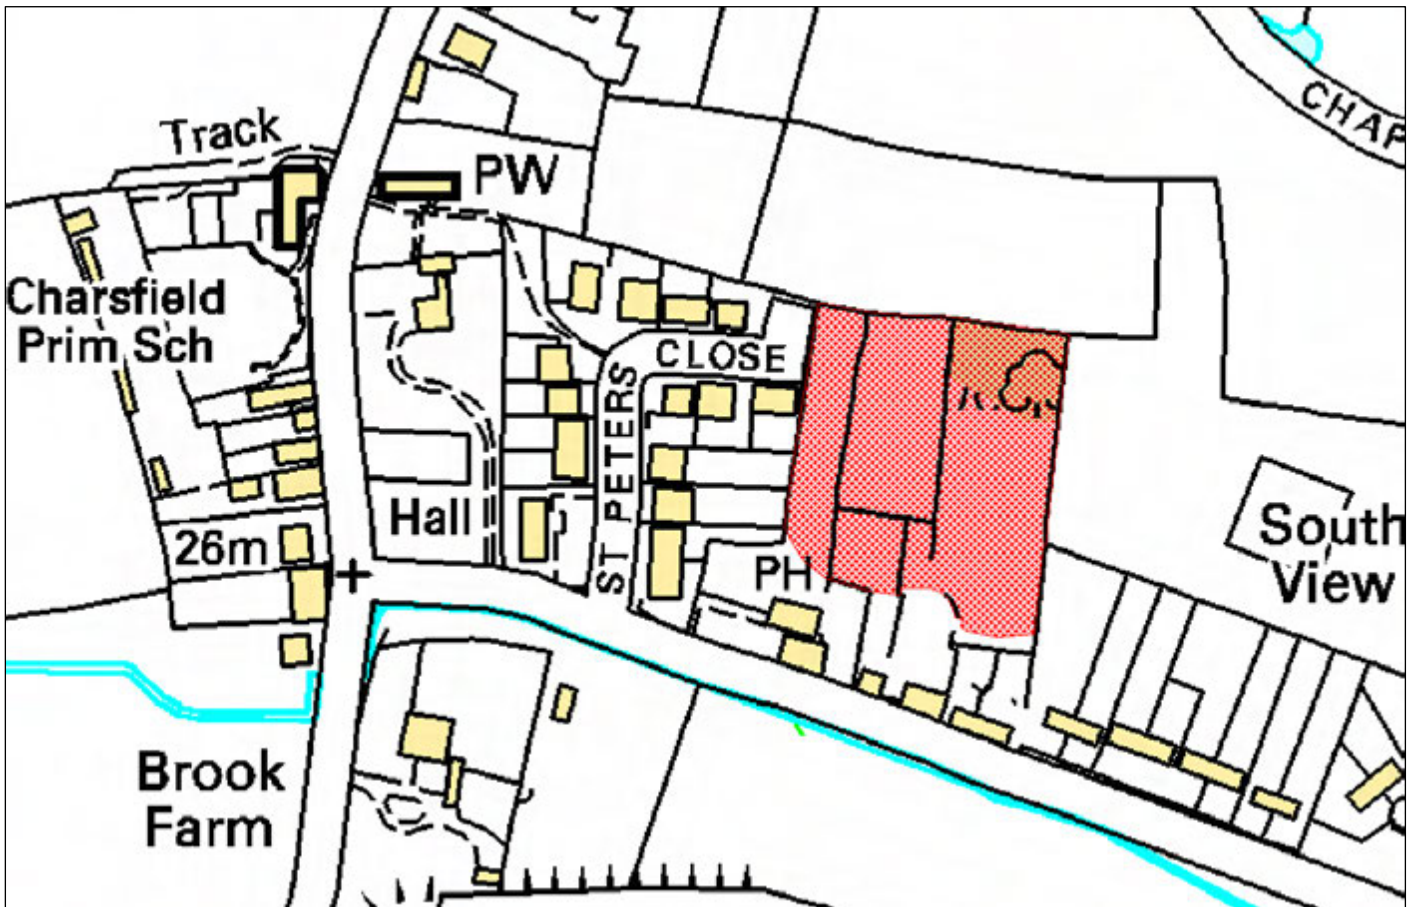 CHAP
Track
PW
Charsfield
Prim Sch
CLOSE
ST PETERS
Hall
26m
PH
South
View
Brook
Farm